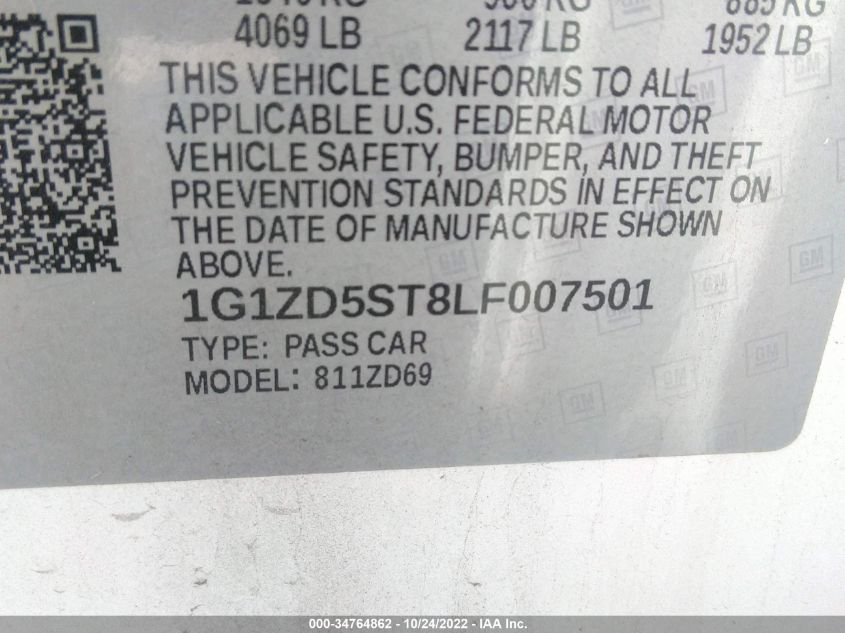 4069 LB 2117 LB 1952 LB
THIS VEHICLE CONFORMS TO ALL
APPLICABLE U.S. FEDERAL MOTOR
VEHICLE SAFETY, BUMPER, AND THEFT
PREVENTION STANDARDS IN EFFECT ON
THE DATE OF MANUFACTURE SHOWN
ABOVE.
1G1ZD5ST8LF007501
TYPE: PASS CAR
MODEL: 811ZD69
GM
000-34764862 - 10/24/2022 - IAA Inc.